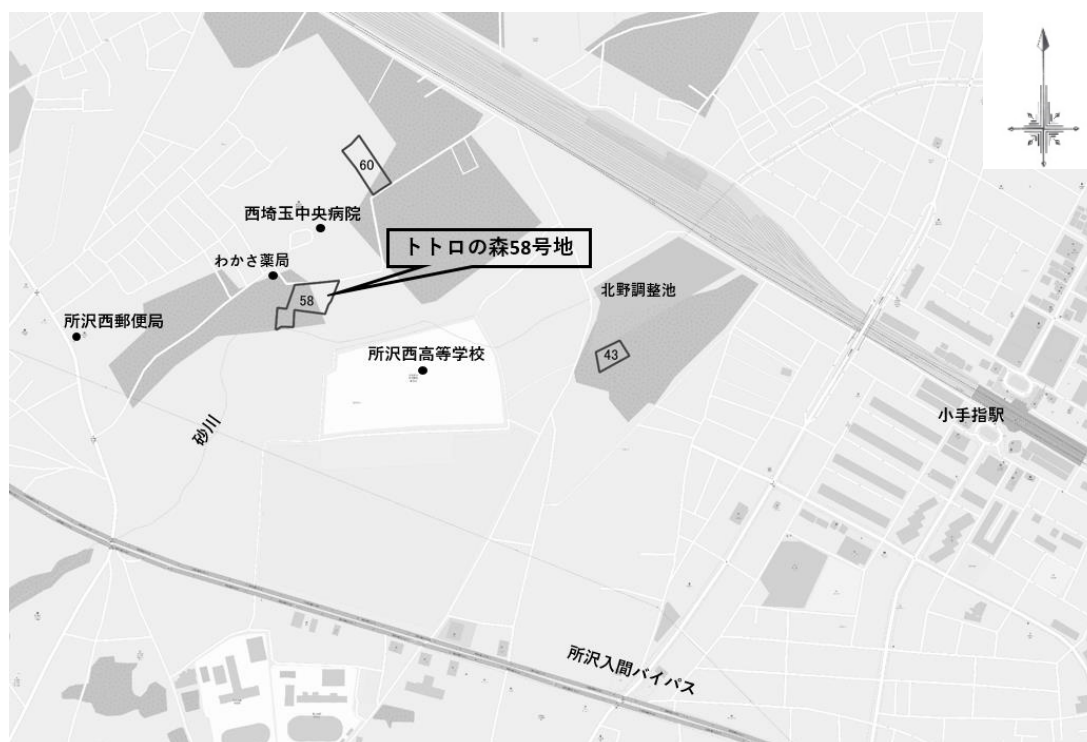 60
西埼玉中央病院
トトロの森58号地
わかさ薬局
58
北野調整池
所沢西郵便局
所沢西高等学校
43
小手指駅
砂川
所沢入間バイパス